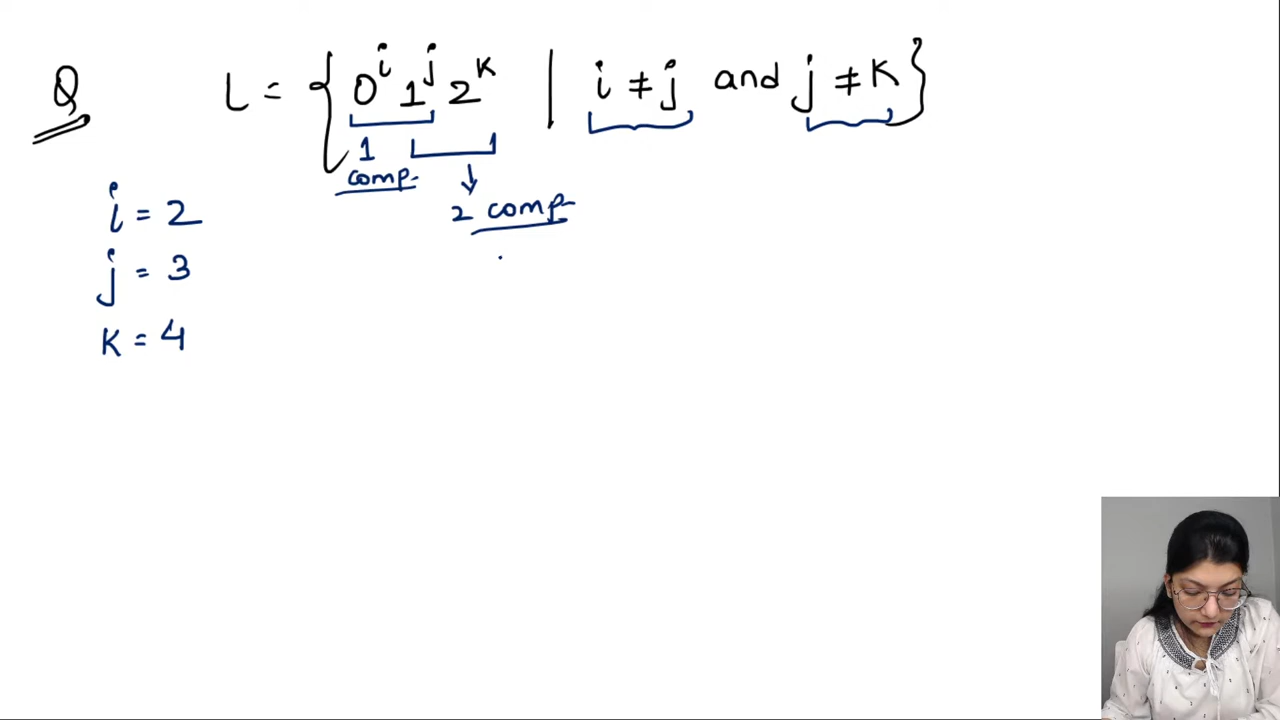 Q L = { 0^i 1^j 2^k | i ≠ j and j ≠ k }
1
comp.
2 comp.
i = 2
j = 3
k = 4